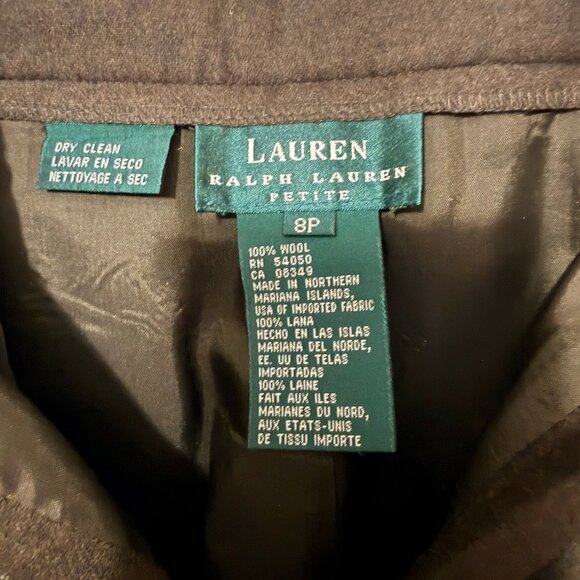 DRY CLEAN
LAVAR EN SECO
NETTOYAGE A SEC
LAUREN
RALPH LAUREN
PETITE
8P
100% WOOL
RN 54050
CA 08349
MADE IN NORTHERN
MARIANA ISLANDS,
USA OF IMPORTED FABRIC
100% LANA
HECHO EN LAS ISLAS
MARIANA DEL NORDE,
EE. UU DE TELAS
IMPORTADAS
100% LAINE
FAIT AUX ILES
MARIANES DU NORD,
AUX ETATS-UNIS
DE TISSU IMPORTE